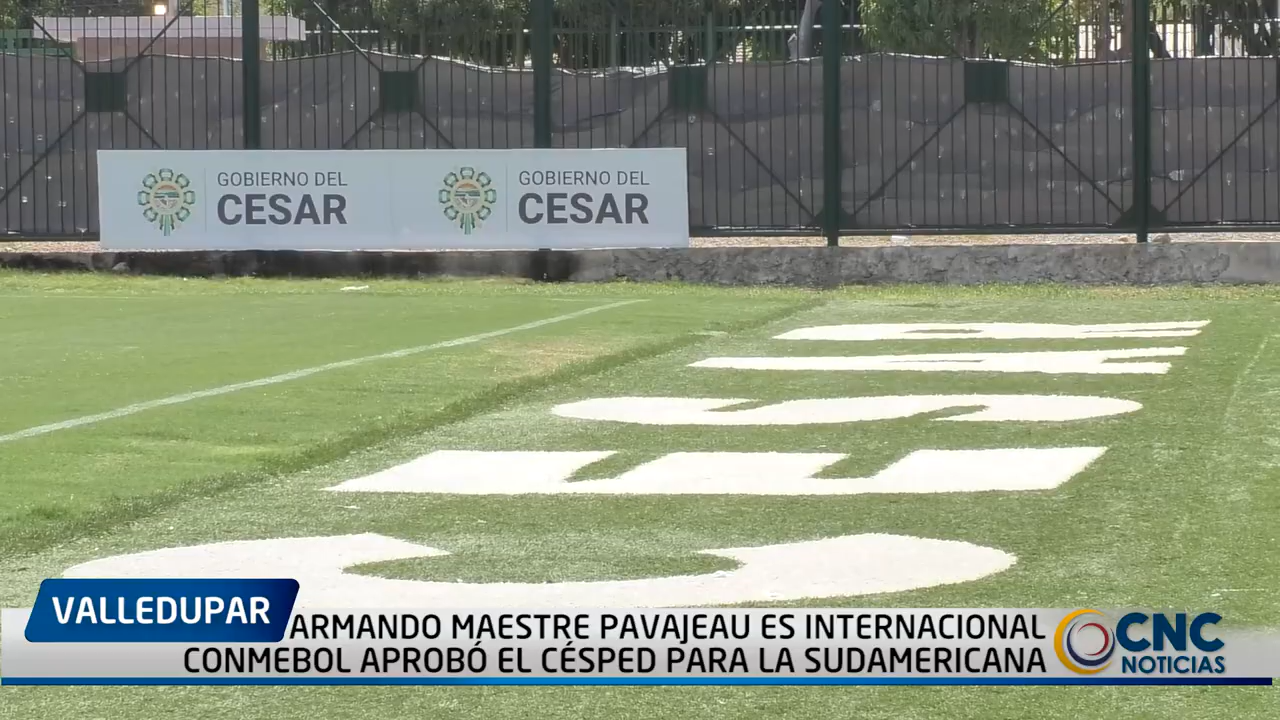 GOBIERNO DEL
CESAR
GOBIERNO DEL
CESAR
CESAR
VALLEDUPAR
ARMANDO MAESTRE PAVAJEAU ES INTERNACIONAL
CONMEBOL APROBÓ EL CÉSPED PARA LA SUDAMERICANA
CNC
NOTICIAS